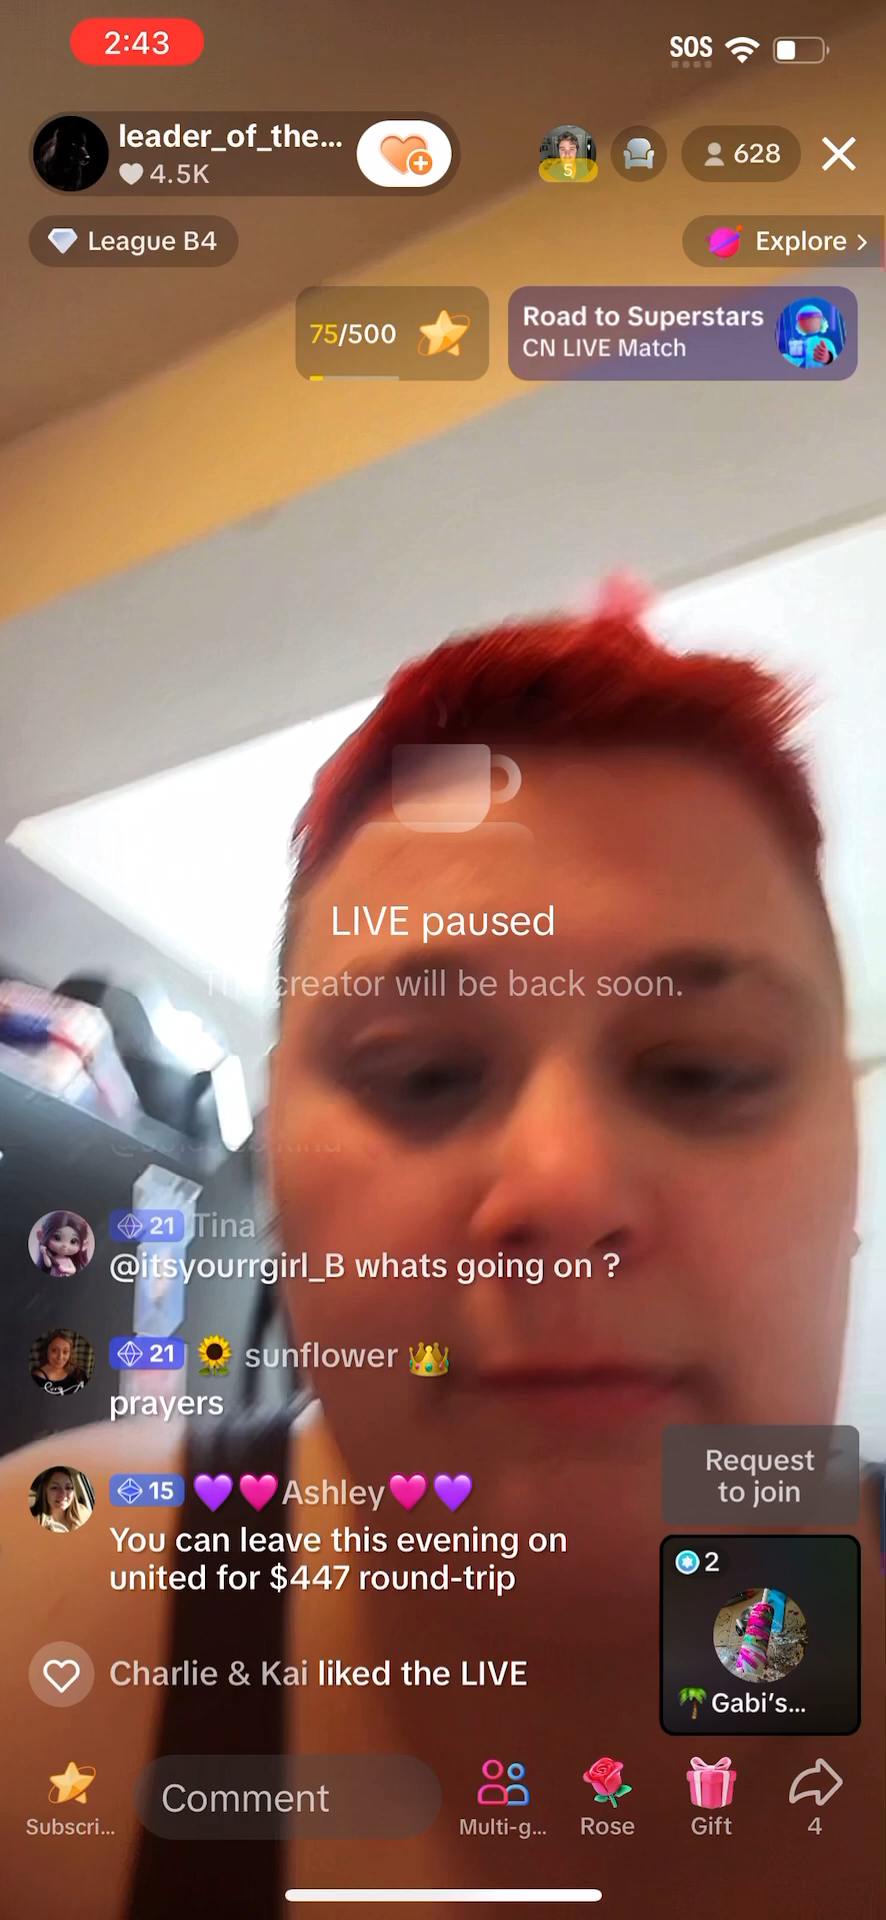 2:43
SOS
leader_of_the...
4.5K
5
628
League B4
Explore >
75/500
Road to Superstars
CN LIVE Match
LIVE paused
The creator will be back soon.
21 Tina
@itsyourrgirl_B whats going on ?
21 🌻 sunflower 👑
prayers
15 💜💗Ashley💗💜
You can leave this evening on
united for $447 round-trip
Charlie & Kai liked the LIVE
Request
to join
2
🌴Gabi's...
Subscri...
Comment
Multi-g...
Rose
Gift
4